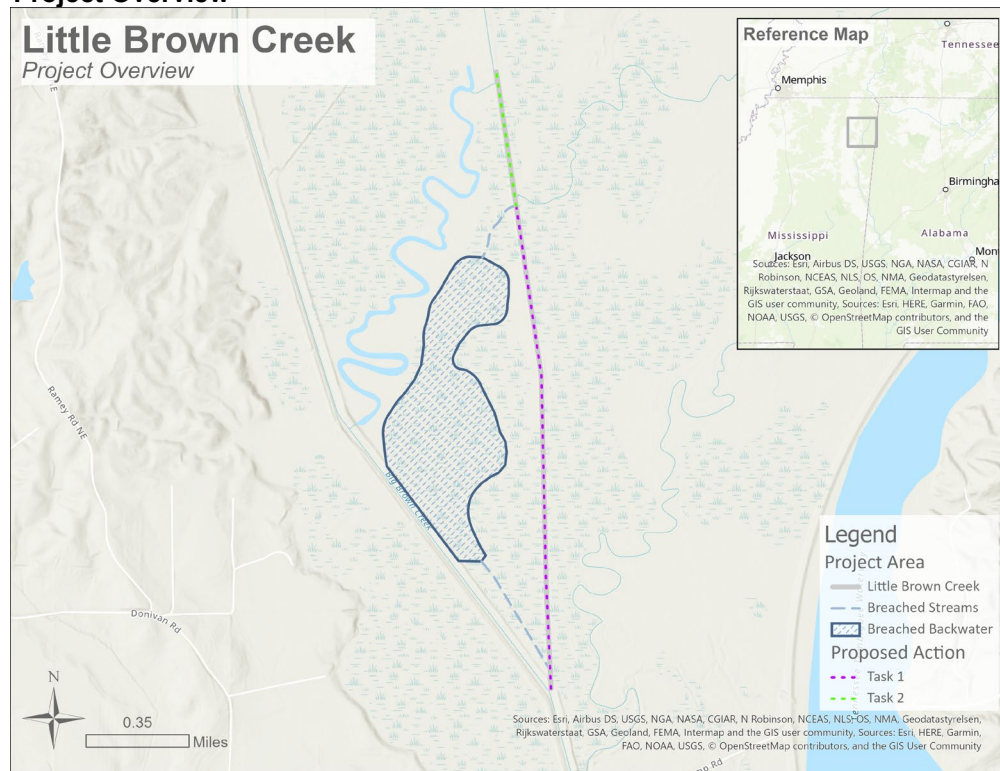 Project Overview
Little Brown Creek
Project Overview
Reference Map
Tennessee
Memphis
Birmingha
Mississippi
Alabama
Jackson
Mon
Sources: Esri, Airbus DS, USGS, NGA, NASA, CGIAR, N
Robinson, NCEAS, NLS, OS, NMA, Geodatastyrelsen,
Rijkswaterstaat, GSA, Geoland, FEMA, Intermap and the
GIS user community, Sources: Esri, HERE, Garmin, FAO,
NOAA, USGS, © OpenStreetMap contributors, and the
GIS User Community
Ramey Rd NE
Big Brown Creek
Donivan Rd
Legend
Project Area
Little Brown Creek
Breached Streams
Breached Backwater
Proposed Action
Task 1
Task 2
N
0.35
Miles
Sources: Esri, Airbus DS, USGS, NGA, NASA, CGIAR, N Robinson, NCEAS, NLS, OS, NMA, Geodatastyrelsen,
Rijkswaterstaat, GSA, Geoland, FEMA, Intermap and the GIS user community, Sources: Esri, HERE, Garmin,
FAO, NOAA, USGS, © OpenStreetMap contributors, and the GIS User Community
mp Rd